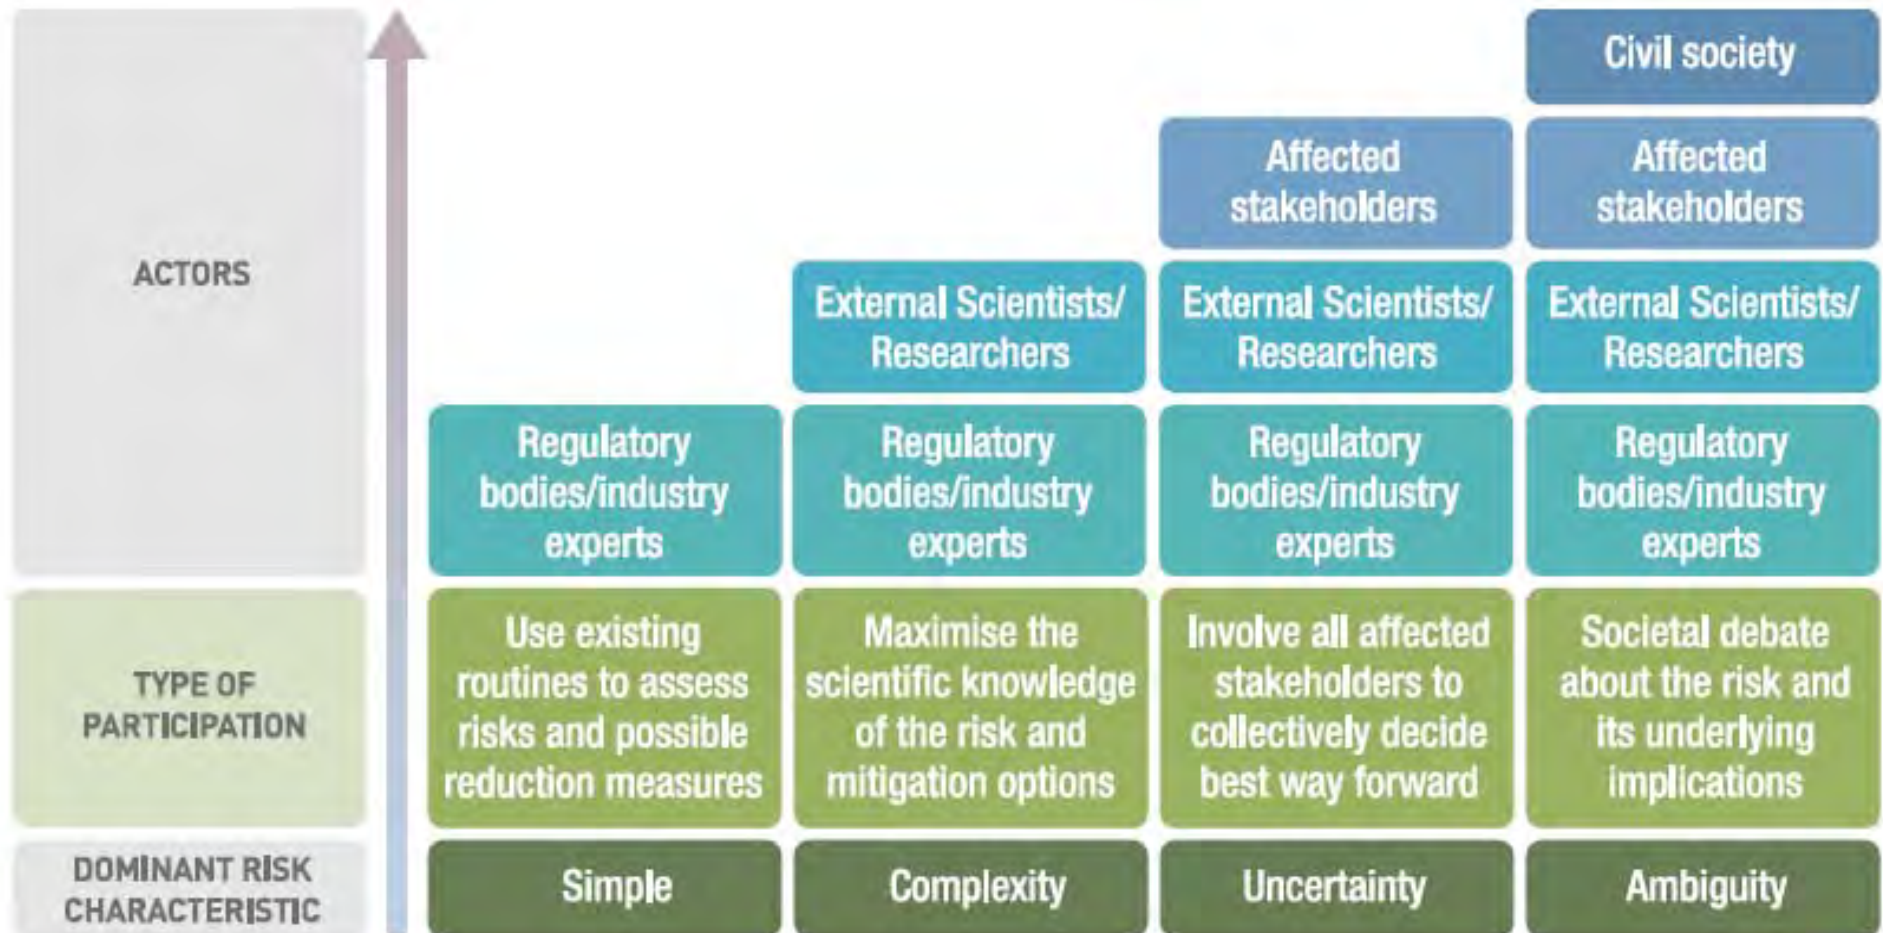 Civil society
Affected
stakeholders
Affected
stakeholders
ACTORS
External Scientists/
Researchers
External Scientists/
Researchers
External Scientists/
Researchers
Regulatory
bodies/industry
experts
Regulatory
bodies/industry
experts
Regulatory
bodies/industry
experts
Regulatory
bodies/industry
experts
TYPE OF
PARTICIPATION
Use existing
routines to assess
risks and possible
reduction measures
Maximise the
scientific knowledge
of the risk and
mitigation options
Involve all affected
stakeholders to
collectively decide
best way forward
Societal debate
about the risk and
its underlying
implications
DOMINANT RISK
CHARACTERISTIC
Simple
Complexity
Uncertainty
Ambiguity